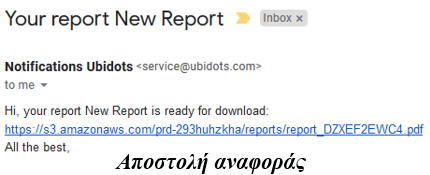 Your report New Report
Inbox ×
Notifications Ubidots <service@ubidots.com>
to me
Hi, your report New Report is ready for download:
https://s3.amazonaws.com/prd-293huhzkha/reports/report_DZXEF2EWC4.pdf
All the best,
Αποστολή αναφοράς